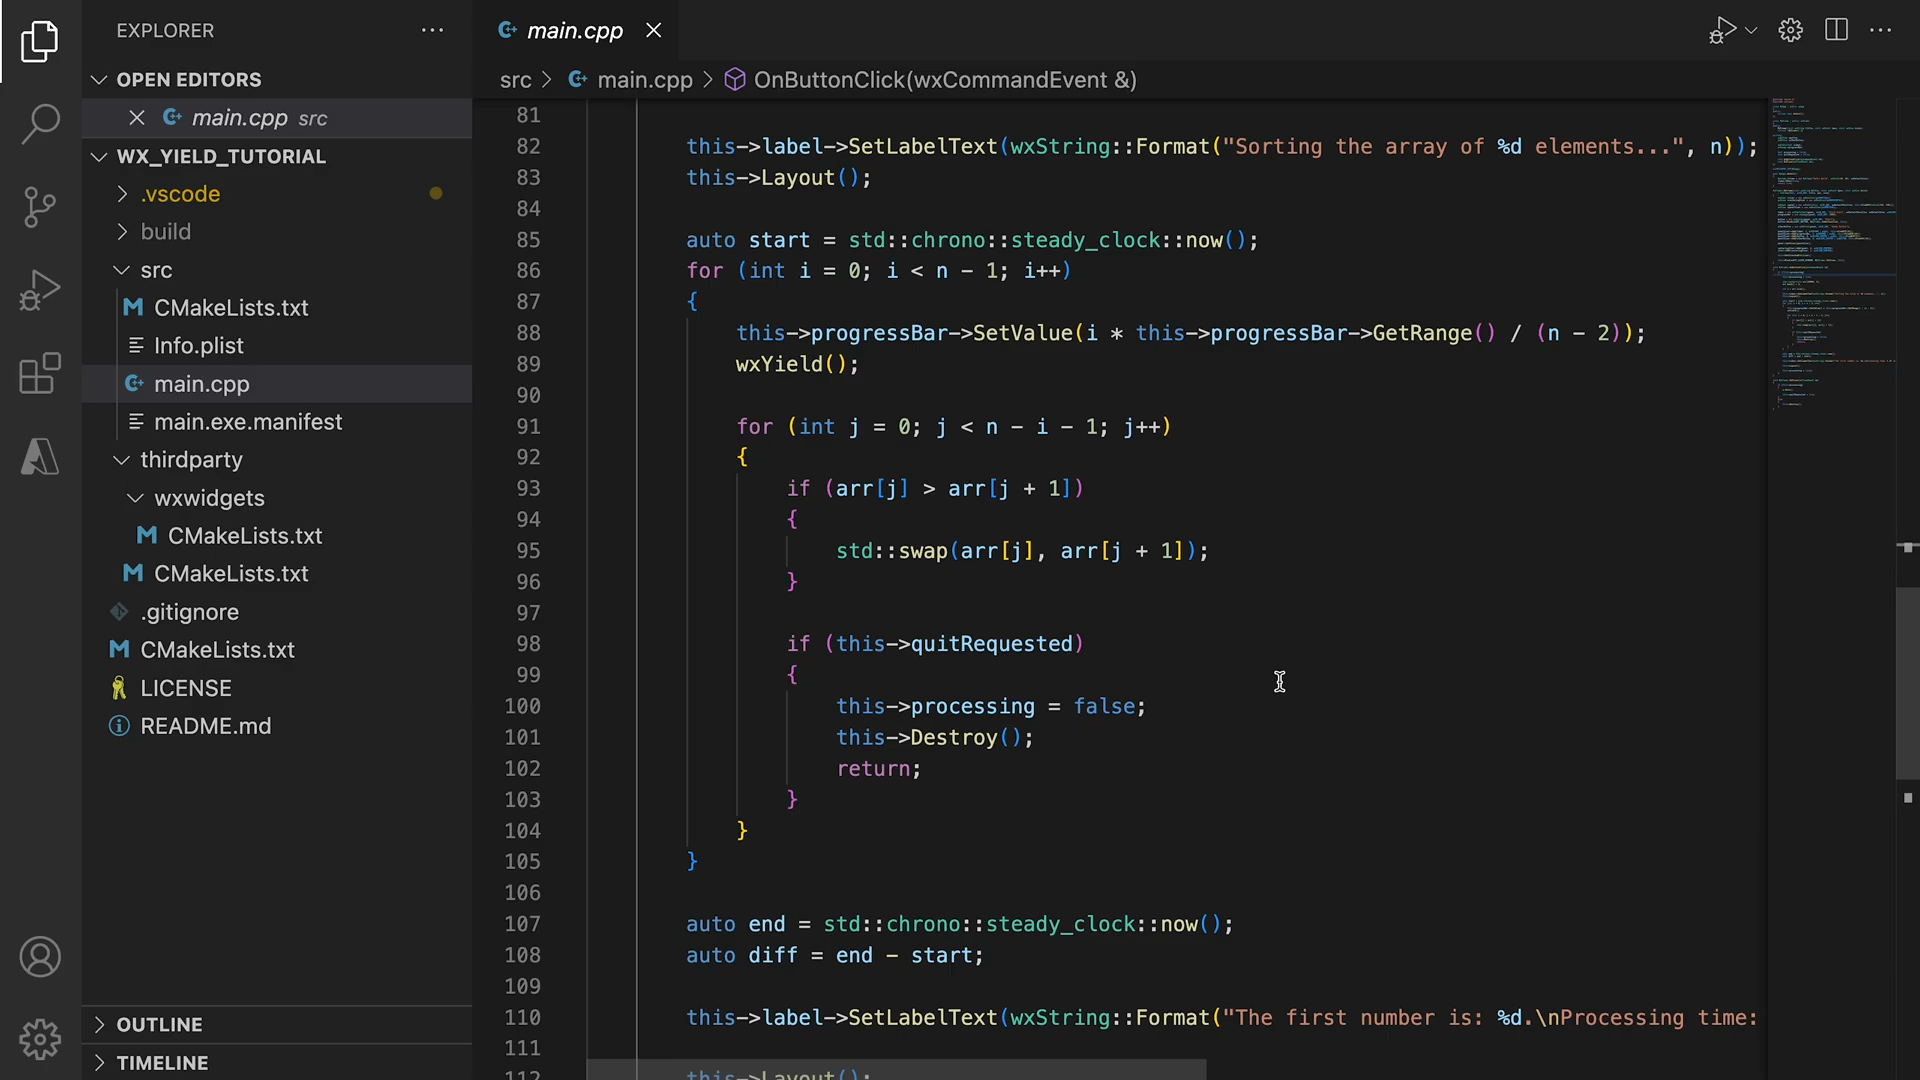 EXPLORER
OPEN EDITORS
main.cpp src
WX_YIELD_TUTORIAL
.vscode
build
src
CMakeLists.txt
Info.plist
main.cpp
main.exe.manifest
thirdparty
wxwidgets
CMakeLists.txt
CMakeLists.txt
.gitignore
CMakeLists.txt
LICENSE
README.md
OUTLINE
TIMELINE
main.cpp
src > main.cpp > OnButtonClick(wxCommandEvent &)
81
82 this->label->SetLabelText(wxString::Format("Sorting the array of %d elements...", n));
83 this->Layout();
84
85 auto start = std::chrono::steady_clock::now();
86 for (int i = 0; i < n - 1; i++)
87 {
88 this->progressBar->SetValue(i * this->progressBar->GetRange() / (n - 2));
89 wxYield();
90
91 for (int j = 0; j < n - i - 1; j++)
92 {
93 if (arr[j] > arr[j + 1])
94 {
95 std::swap(arr[j], arr[j + 1]);
96 }
97
98 if (this->quitRequested)
99 {
100 this->processing = false;
101 this->Destroy();
102 return;
103 }
104 }
105 }
106
107 auto end = std::chrono::steady_clock::now();
108 auto diff = end - start;
109
110 this->label->SetLabelText(wxString::Format("The first number is: %d.\nProcessing time:
111
112 this->Layout();